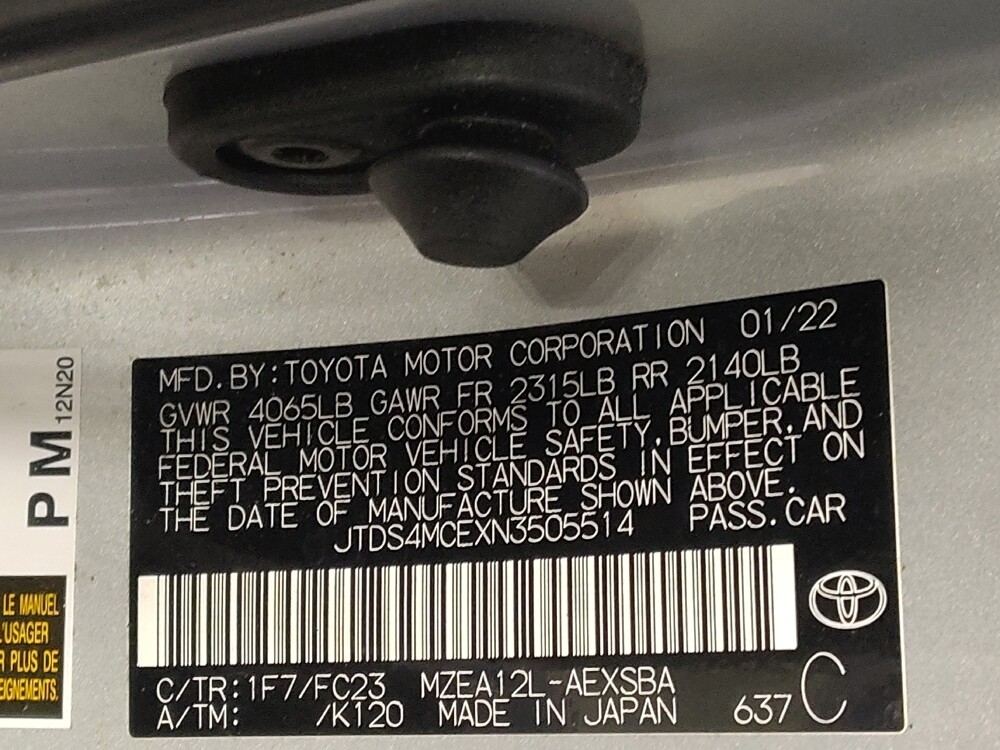 MFD.BY:TOYOTA MOTOR CORPORATION 01/22
GVWR 4065LB GAWR FR 2315LB RR 2140LB
THIS VEHICLE CONFORMS TO ALL APPLICABLE
FEDERAL MOTOR VEHICLE SAFETY, BUMPER, AND
THEFT PREVENTION STANDARDS IN EFFECT ON
THE DATE OF MANUFACTURE SHOWN ABOVE.
JTDS4MCEXN3505514 PASS.CAR
C/TR:1F7/FC23 MZEA12L-AEXSBA
A/TM: /K120 MADE IN JAPAN 637 C
PM 12N20
LE MANUEL
L'USAGER
R PLUS DE
EIGNEMENTS.